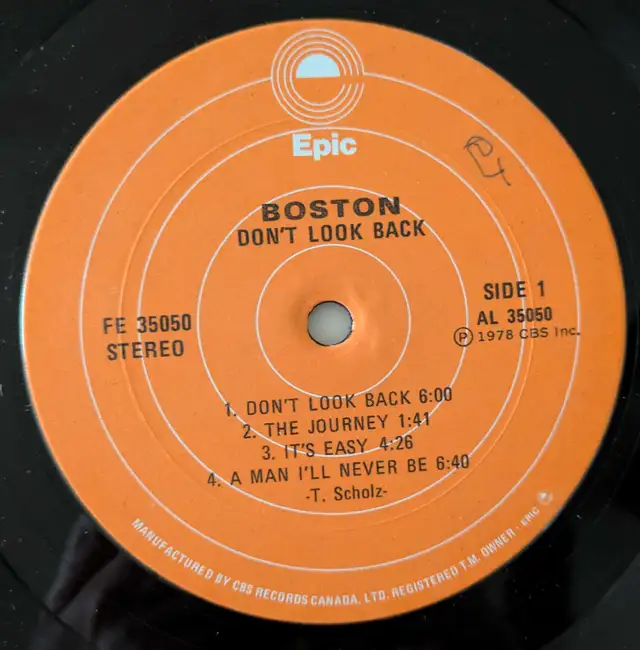 Epic
BOSTON
DON'T LOOK BACK
FE 35050
STEREO
SIDE 1
AL 35050
Ⓟ 1978 CBS Inc.
1. DON'T LOOK BACK 6:00
2. THE JOURNEY 1:41
3. IT'S EASY 4:26
4. A MAN I'LL NEVER BE 6:40
-T. Scholz-
MANUFACTURED BY CBS RECORDS CANADA, LTD. REGISTERED T.M. OWNER - EPIC